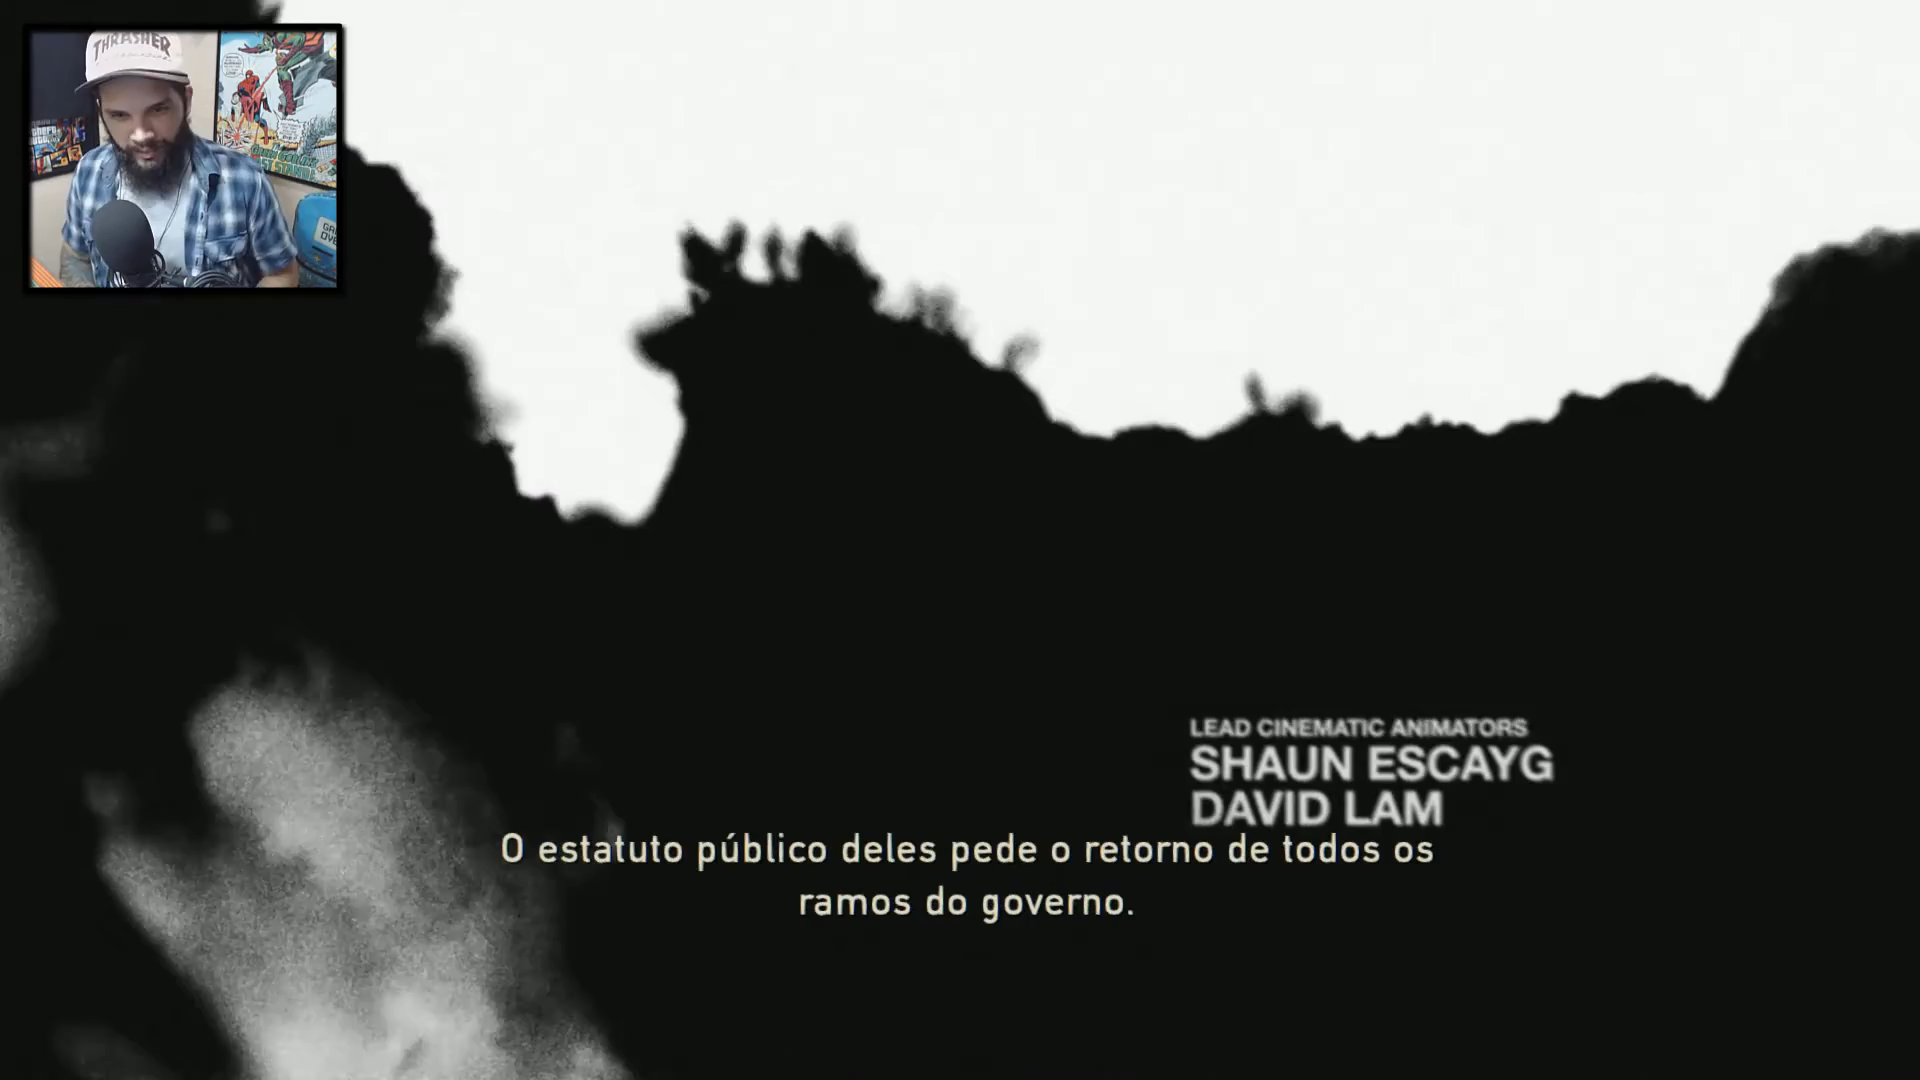 THRASHER
LEAD CINEMATIC ANIMATORS
SHAUN ESCAYG
DAVID LAM
O estatuto público deles pede o retorno de todos os
ramos do governo.